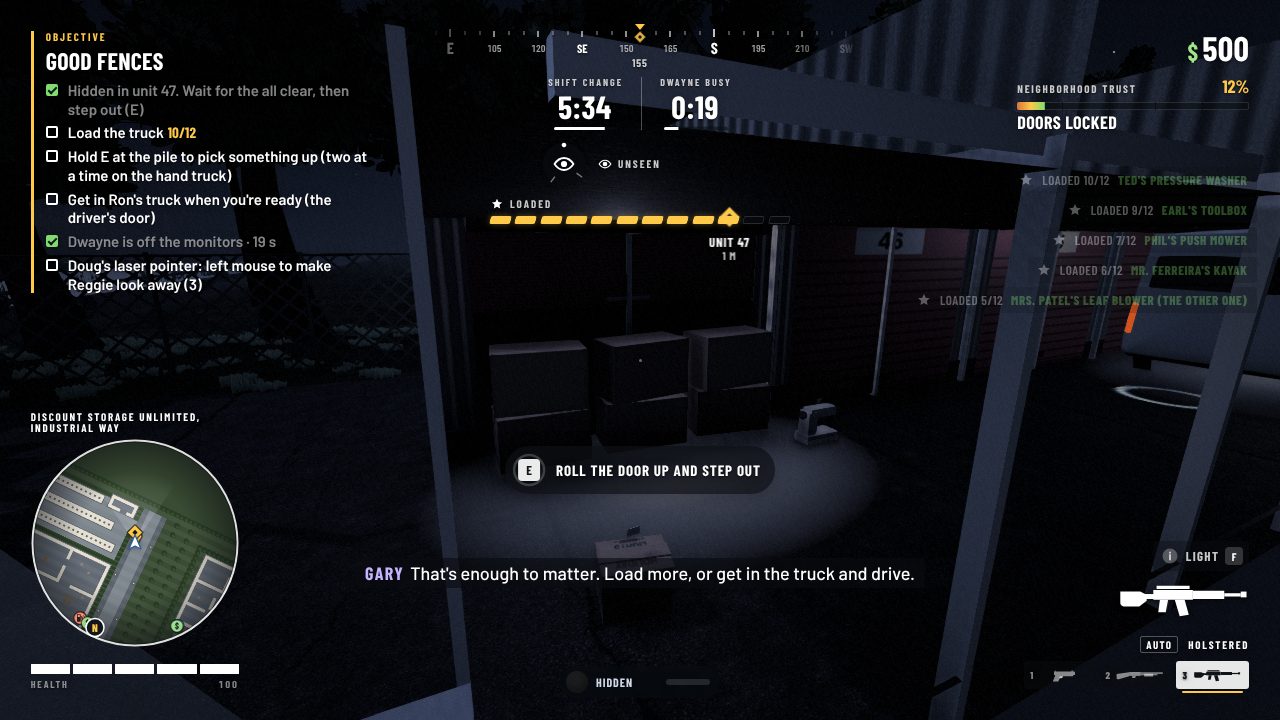 OBJECTIVE
GOOD FENCES
Hidden in unit 47. Wait for the all clear, then
step out (E)
Load the truck 10/12
Hold E at the pile to pick something up (two at
a time on the hand truck)
Get in Ron's truck when you're ready (the
driver's door)
Dwayne is off the monitors · 19 s
Doug's laser pointer: left mouse to make
Reggie look away (3)
E 105 120 SE 150 165 S 195 210 SW
155
SHIFT CHANGE DWAYNE BUSY
5:34 0:19
UNSEEN
LOADED
UNIT 47
1 M
46
$500
NEIGHBORHOOD TRUST 12%
DOORS LOCKED
LOADED 10/12 TED'S PRESSURE WASHER
LOADED 9/12 EARL'S TOOLBOX
LOADED 7/12 PHIL'S PUSH MOWER
LOADED 6/12 MR. FERREIRA'S KAYAK
LOADED 5/12 MRS. PATEL'S LEAF BLOWER (THE OTHER ONE)
E ROLL THE DOOR UP AND STEP OUT
GARY That's enough to matter. Load more, or get in the truck and drive.
HIDDEN
DISCOUNT STORAGE UNLIMITED,
INDUSTRIAL WAY
N
$
HEALTH 100
LIGHT F
AUTO HOLSTERED
1 2 3